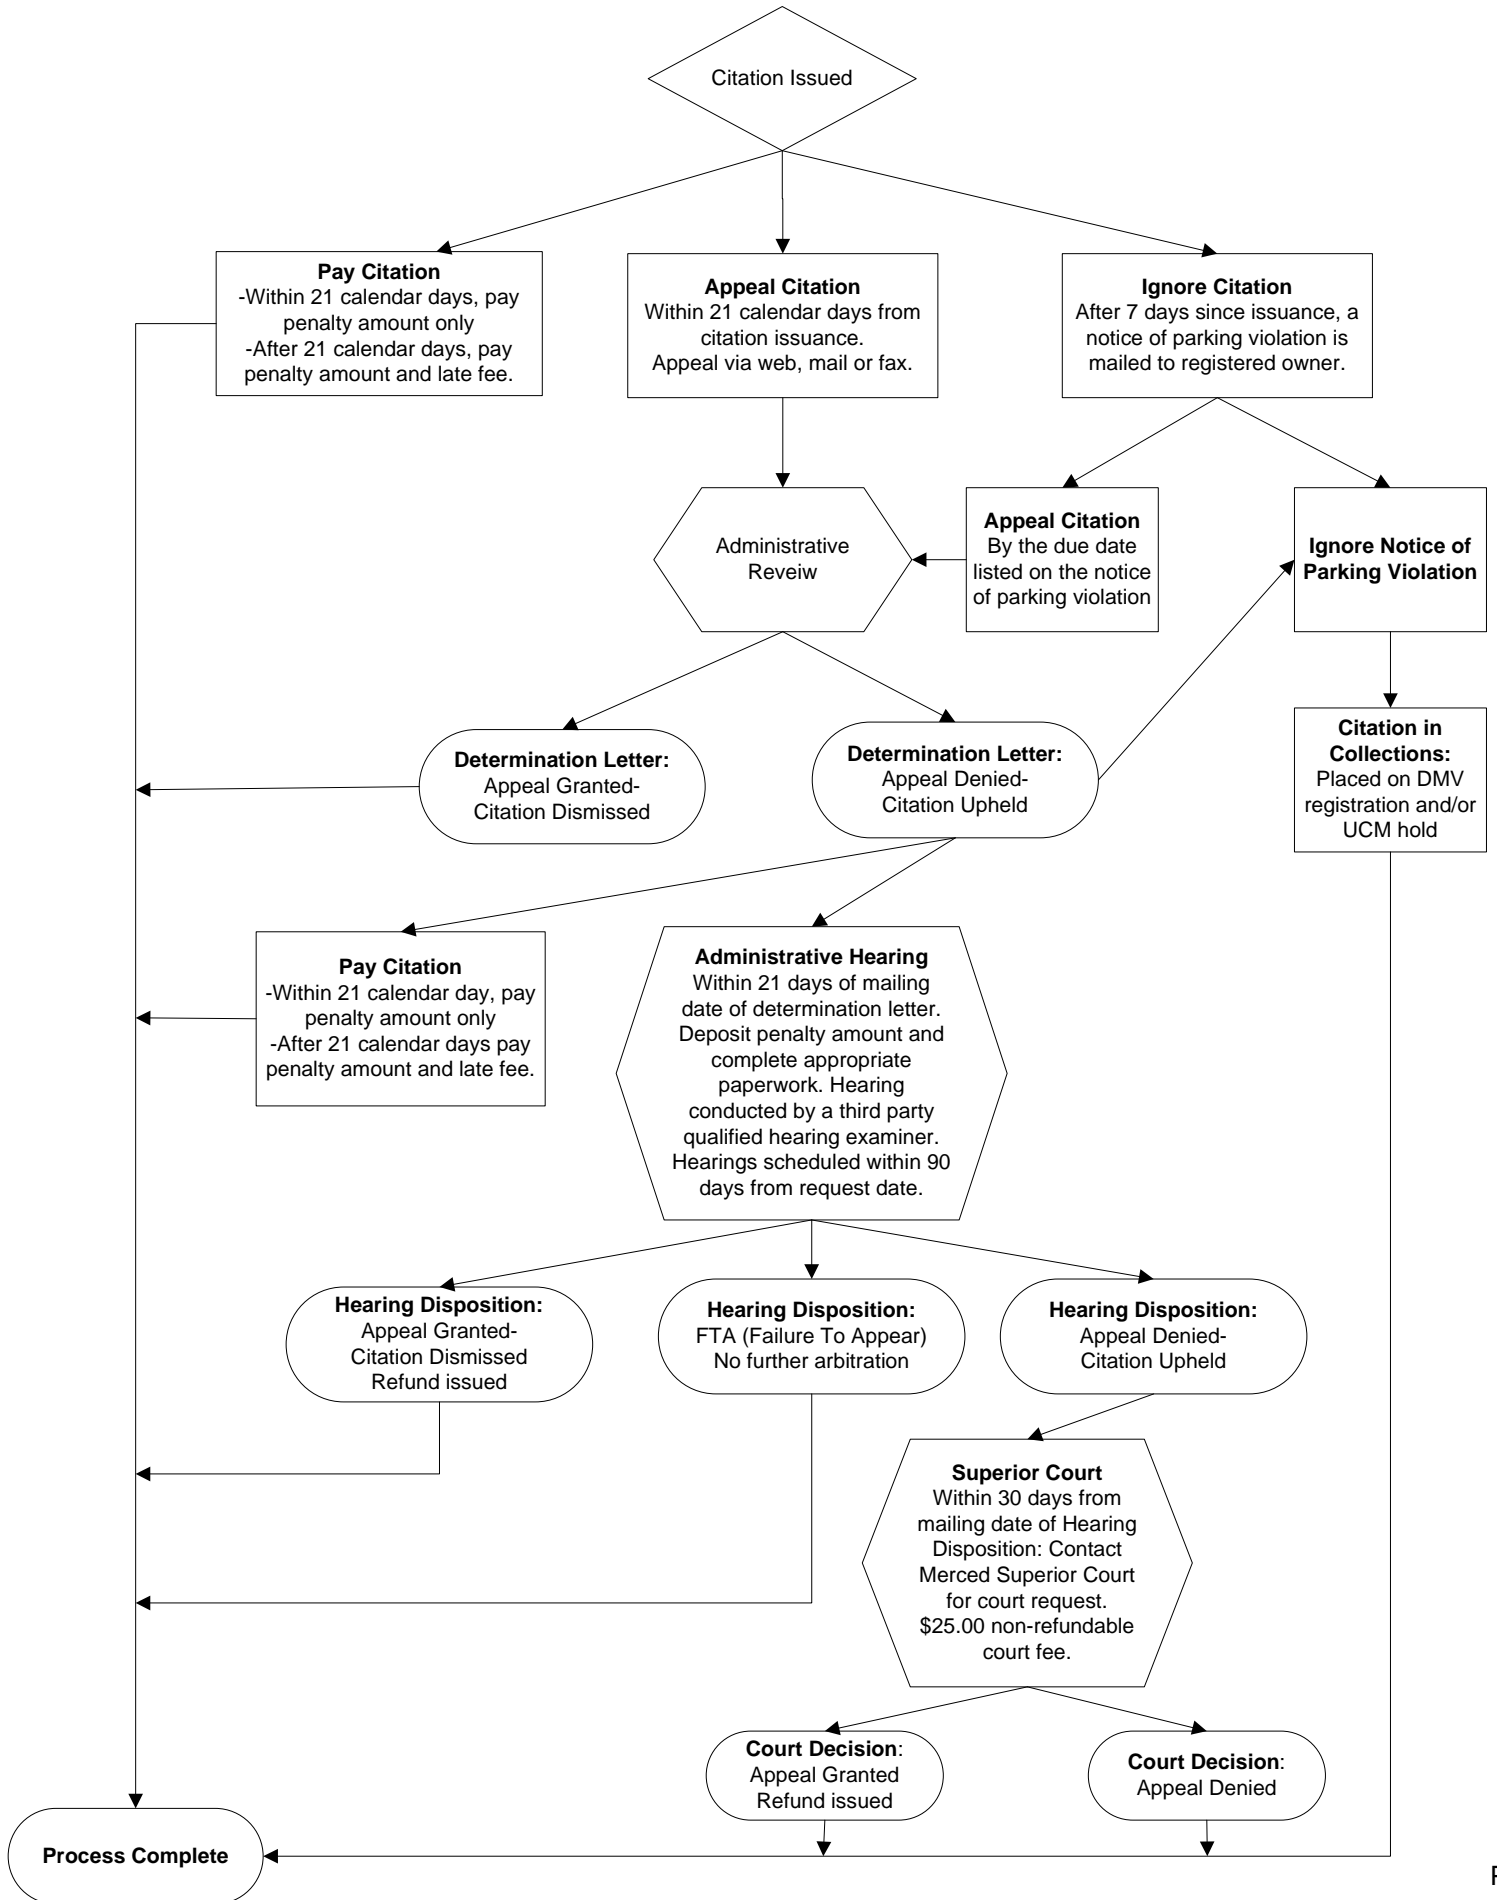 Citation Issued
Pay Citation
-Within 21 calendar days, pay
penalty amount only
-After 21 calendar days, pay
penalty amount and late fee.
Appeal Citation
Within 21 calendar days from
citation issuance.
Appeal via web, mail or fax.
Ignore Citation
After 7 days since issuance, a
notice of parking violation is
mailed to registered owner.
Administrative
Reveiw
Appeal Citation
By the due date
listed on the notice
of parking violation
Ignore Notice of
Parking Violation
Determination Letter:
Appeal Granted-
Citation Dismissed
Determination Letter:
Appeal Denied-
Citation Upheld
Citation in
Collections:
Placed on DMV
registration and/or
UCM hold
Pay Citation
-Within 21 calendar day, pay
penalty amount only
-After 21 calendar days pay
penalty amount and late fee.
Administrative Hearing
Within 21 days of mailing
date of determination letter.
Deposit penalty amount and
complete appropriate
paperwork. Hearing
conducted by a third party
qualified hearing examiner.
Hearings scheduled within 90
days from request date.
Hearing Disposition:
Appeal Granted-
Citation Dismissed
Refund issued
Hearing Disposition:
FTA (Failure To Appear)
No further arbitration
Hearing Disposition:
Appeal Denied-
Citation Upheld
Superior Court
Within 30 days from
mailing date of Hearing
Disposition: Contact
Merced Superior Court
for court request.
$25.00 non-refundable
court fee.
Court Decision:
Appeal Granted
Refund issued
Court Decision:
Appeal Denied
Process Complete